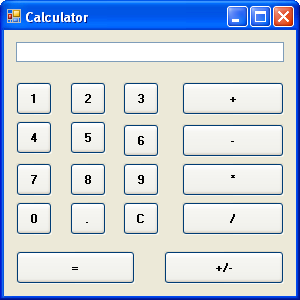 Calculator
1 2 3 +
4 5 6 -
7 8 9 *
0 . C /
= +/-